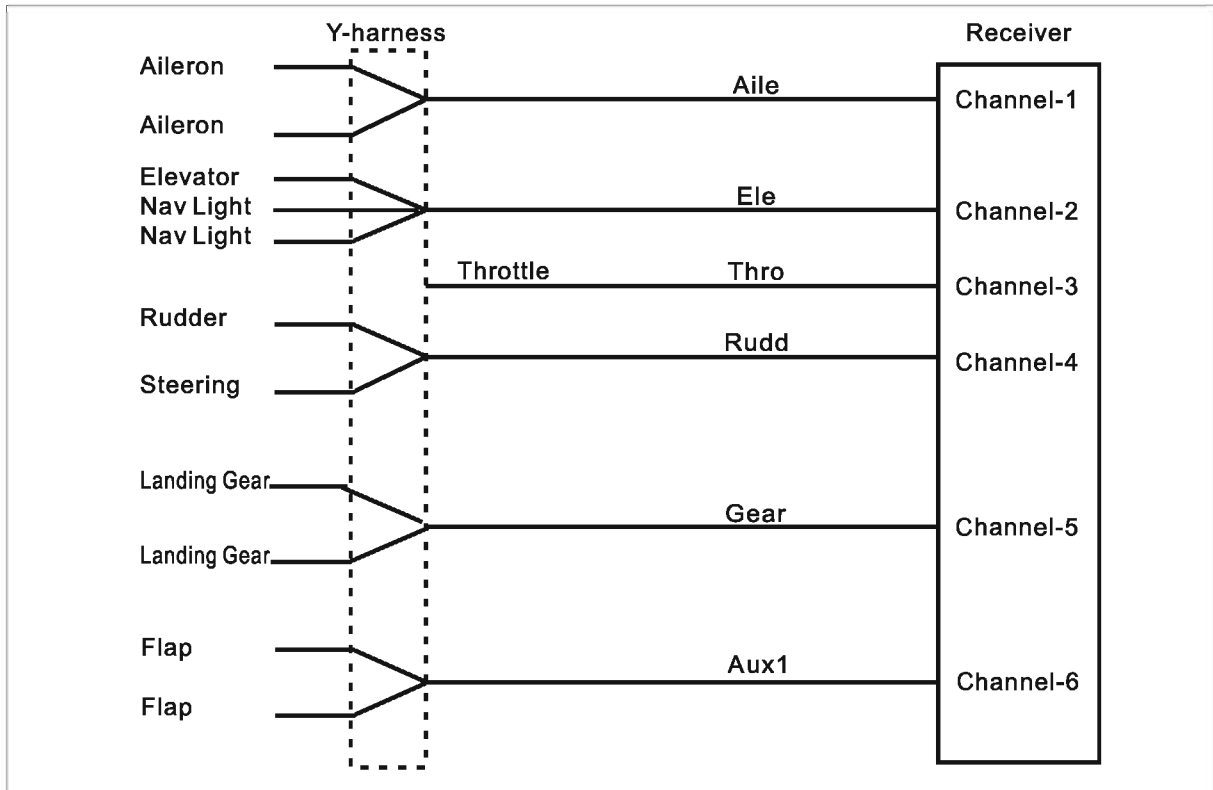 Y-harness
Receiver
Aileron
Aile
Channel-1
Aileron
Elevator
Nav Light
Ele
Channel-2
Nav Light
Throttle
Thro
Channel-3
Rudder
Rudd
Channel-4
Steering
Landing Gear
Gear
Channel-5
Landing Gear
Flap
Aux1
Channel-6
Flap